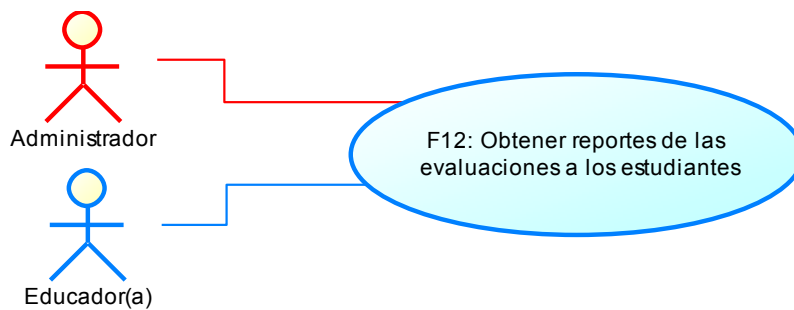 Administrador
F12: Obtener reportes de las
evaluaciones a los estudiantes
Educador(a)